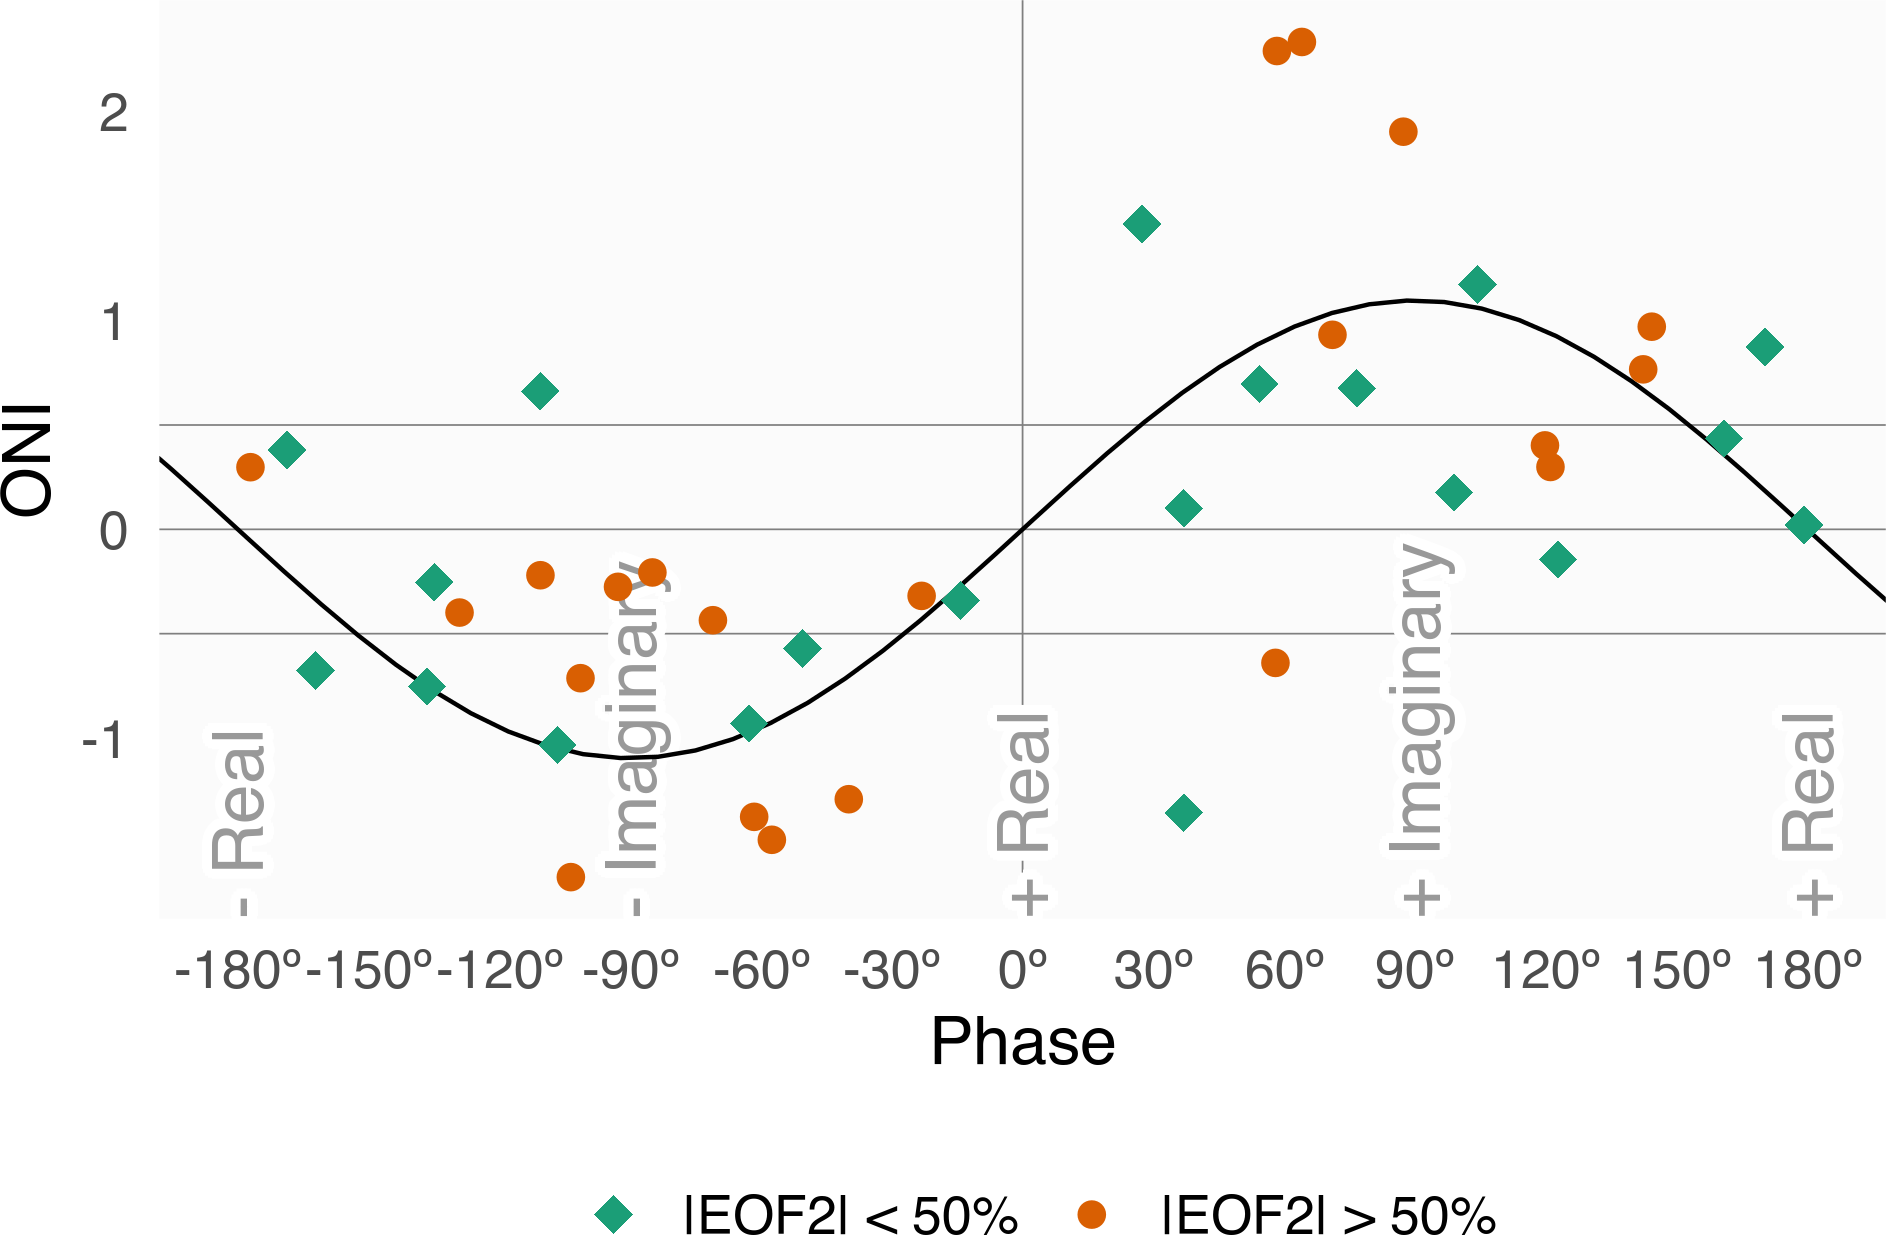 2
1
0
-1
ONI
- Real
- Imaginary
+ Real
+ Imaginary
+ Real
-180º -150º -120º -90º -60º -30º 0º 30º 60º 90º 120º 150º 180º
Phase
|EOF2| < 50% |EOF2| > 50%